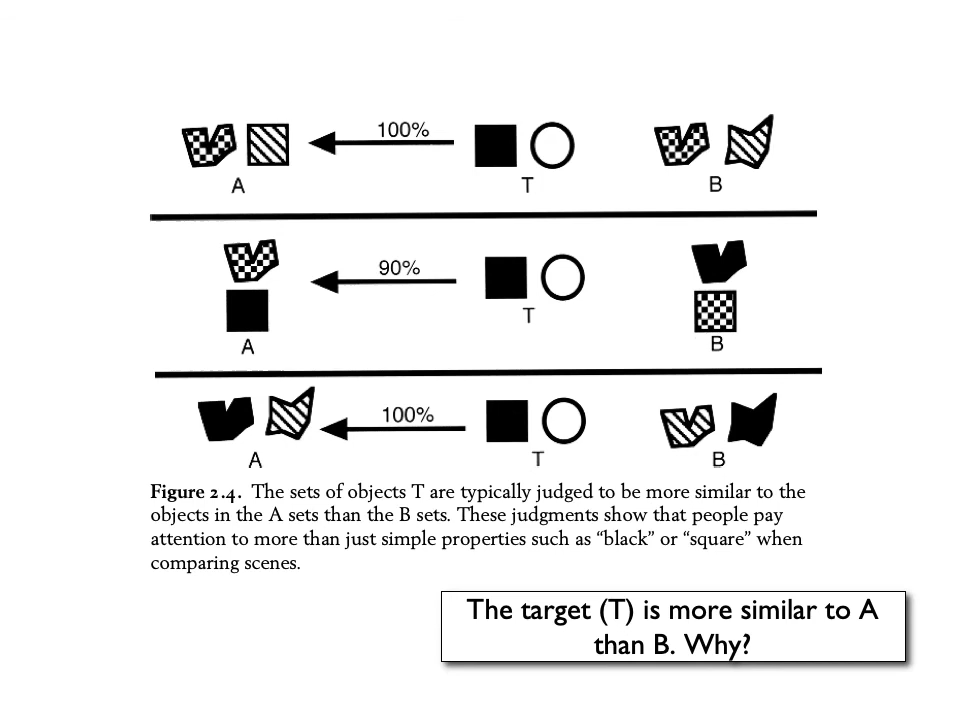 100%
A
T
B
90%
T
A
B
100%
A
T
B
Figure 2.4. The sets of objects T are typically judged to be more similar to the
objects in the A sets than the B sets. These judgments show that people pay
attention to more than just simple properties such as “black” or “square” when
comparing scenes.
The target (T) is more similar to A
than B. Why?